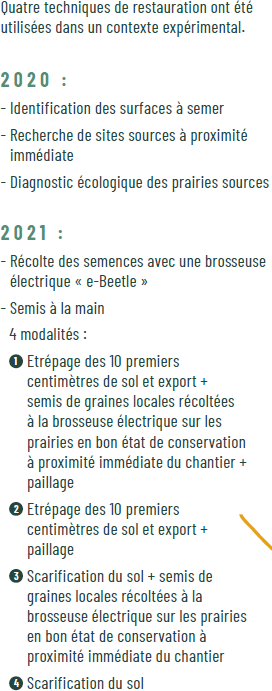 Quatre techniques de restauration ont été
utilisées dans un contexte expérimental.
2020 :
- Identification des surfaces à semer
- Recherche de sites sources à proximité
immédiate
- Diagnostic écologique des prairies sources
2021 :
- Récolte des semences avec une brosseuse
électrique « e-Beetle »
- Semis à la main
4 modalités :
1 Etrépage des 10 premiers
centimètres de sol et export +
semis de graines locales récoltées
à la brosseuse électrique sur les
prairies en bon état de conservation
à proximité immédiate du chantier +
paillage
2 Etrépage des 10 premiers
centimètres de sol et export +
paillage
3 Scarification du sol + semis de
graines locales récoltées à la
brosseuse électrique sur les prairies
en bon état de conservation à
proximité immédiate du chantier
4 Scarification du sol